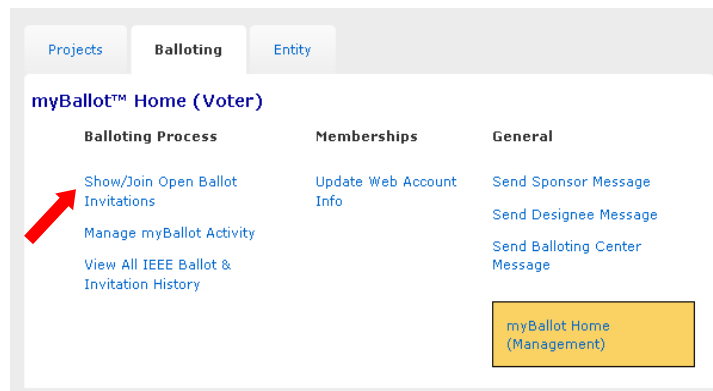 Projects
Balloting
Entity
myBallot™ Home (Voter)
Balloting Process
Show/Join Open Ballot
Invitations
Manage myBallot Activity
View All IEEE Ballot &
Invitation History
Memberships
Update Web Account
Info
General
Send Sponsor Message
Send Designee Message
Send Balloting Center
Message
myBallot Home
(Management)